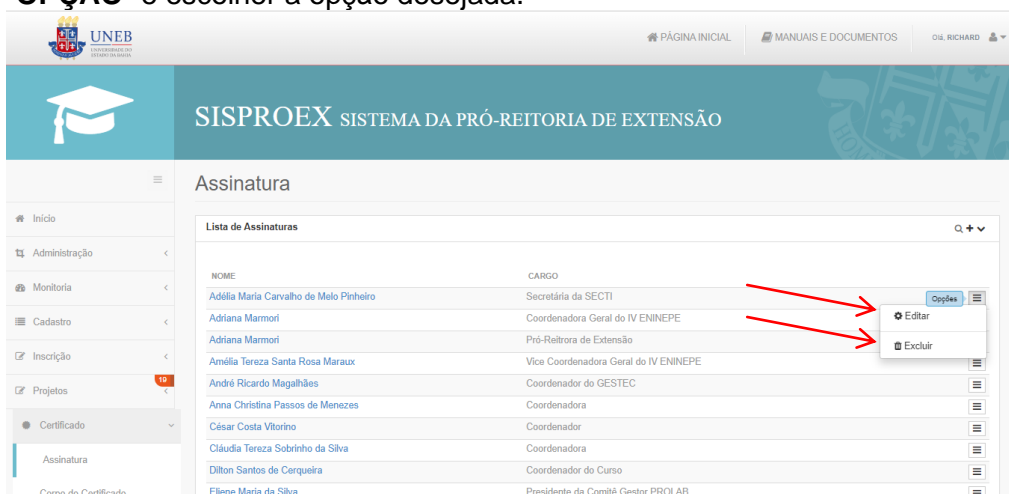 OPÇÃO" e escolher a opção desejada.
UNEB
UNIVERSIDADE DO
ESTADO DA BAHIA
PÁGINA INICIAL
MANUAIS E DOCUMENTOS
Olá, RICHARD
SISPROEX SISTEMA DA PRÓ-REITORIA DE EXTENSÃO
Assinatura
Início
Administração
Monitoria
Cadastro
Inscrição
Projetos
19
Certificado
Assinatura
Corpo do Certificado
Lista de Assinaturas
NOME CARGO
Adélia Maria Carvalho de Melo Pinheiro Secretária da SECTI
Opções
Editar
Excluir
Adriana Marmori Coordenadora Geral do IV ENINEPE
Adriana Marmori Pró-Reitrora de Extensão
Amélia Tereza Santa Rosa Maraux Vice Coordenadora Geral do IV ENINEPE
André Ricardo Magalhães Coordenador do GESTEC
Anna Christina Passos de Menezes Coordenadora
César Costa Vitorino Coordenador
Cláudia Tereza Sobrinho da Silva Coordenadora
Dilton Santos de Cerqueira Coordenador do Curso
Eliene Maria da Silva Presidente da Comitê Gestor PROLAB